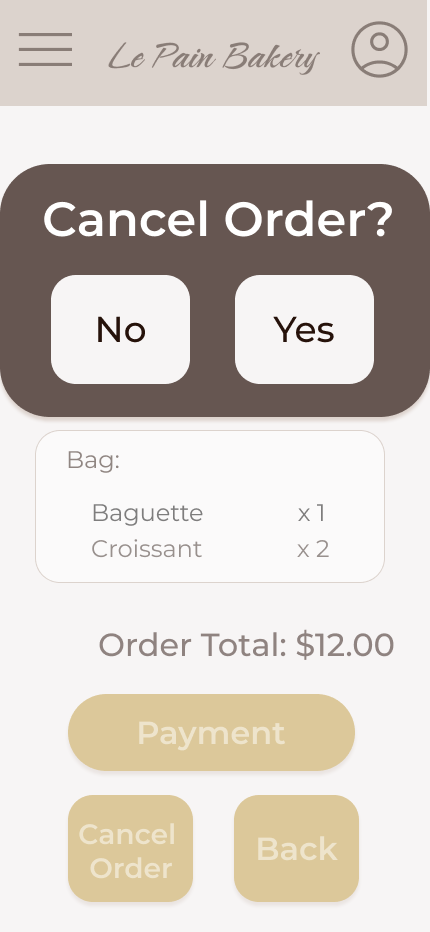 Le Pain Bakery
Cancel Order?
No Yes
Bag:
Baguette x 1
Croissant x 2
Order Total: $12.00
Payment
Cancel
Order
Back